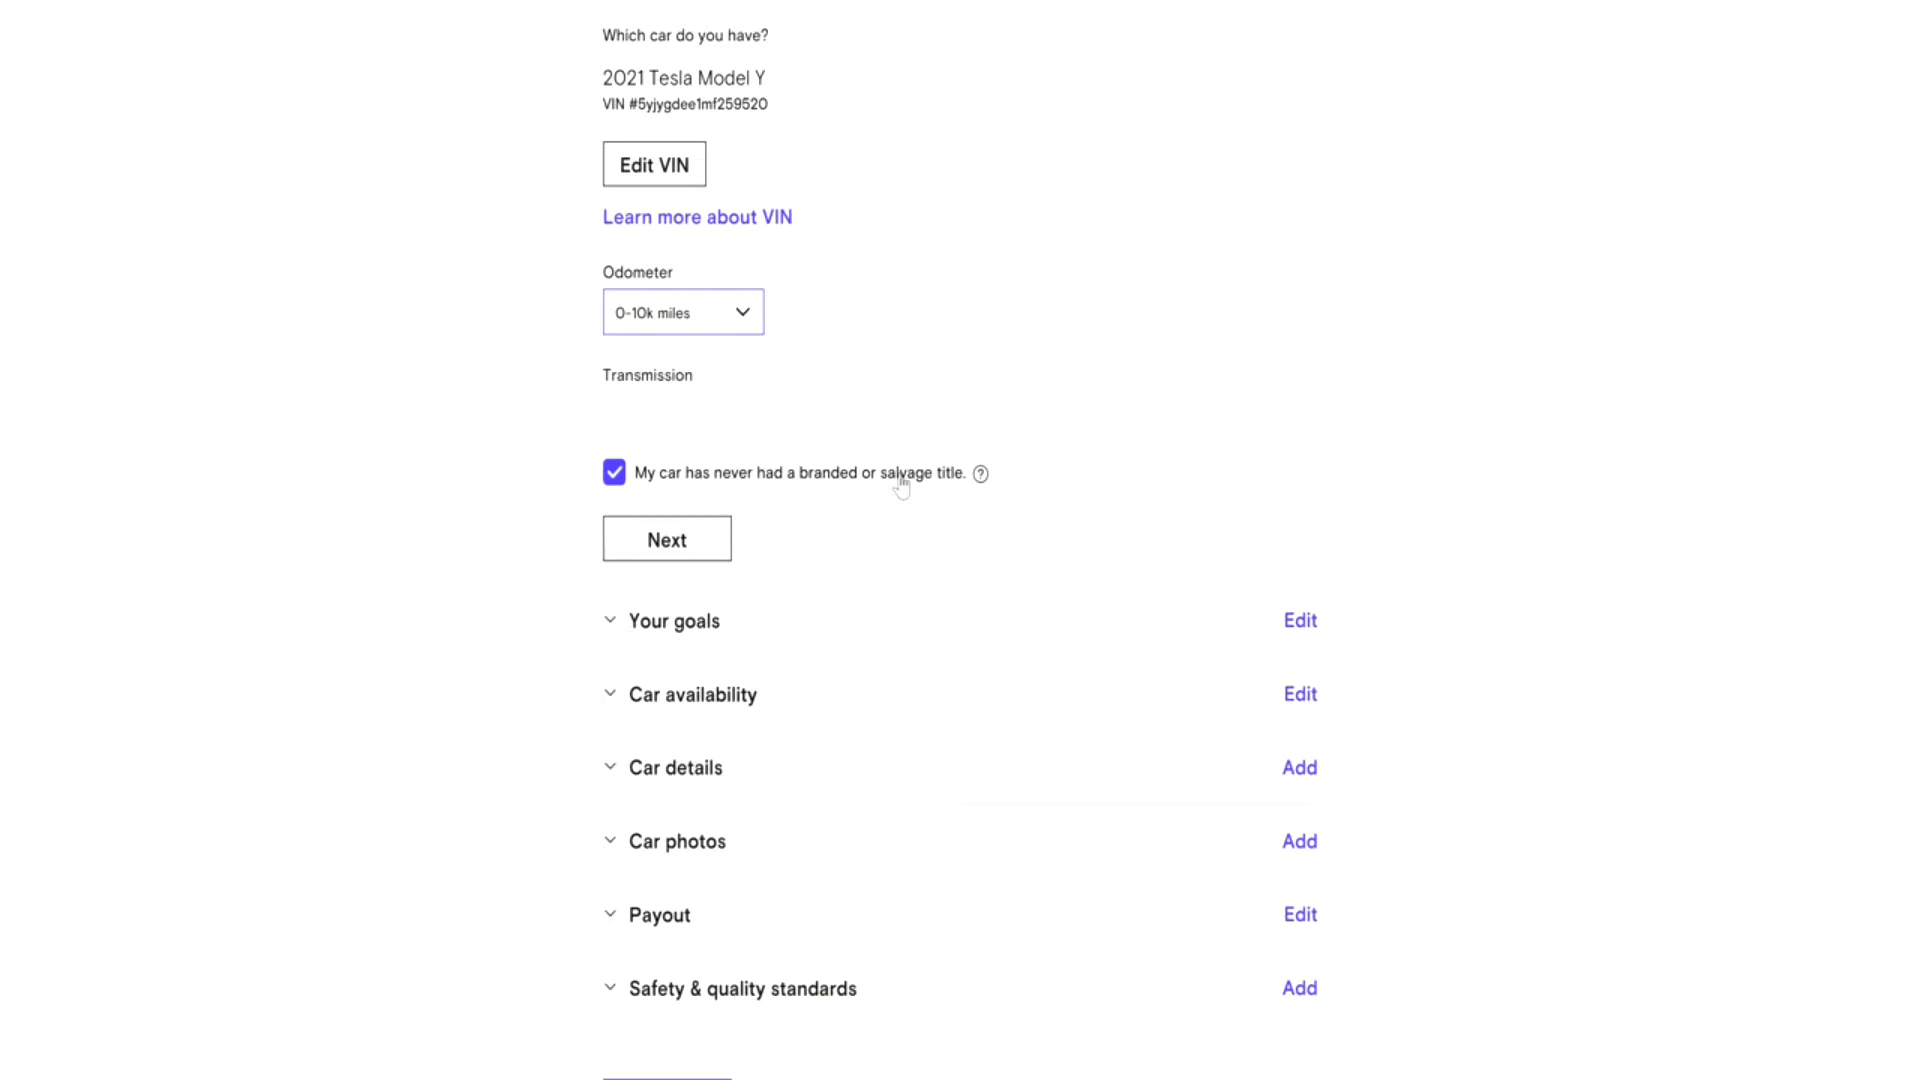 Which car do you have?
2021 Tesla Model Y
VIN #5yjygdee1mf259520
Edit VIN
Learn more about VIN
Odometer
0-10k miles
Transmission
My car has never had a branded or salvage title. ?
Next
Your goals Edit
Car availability Edit
Car details Add
Car photos Add
Payout Edit
Safety & quality standards Add